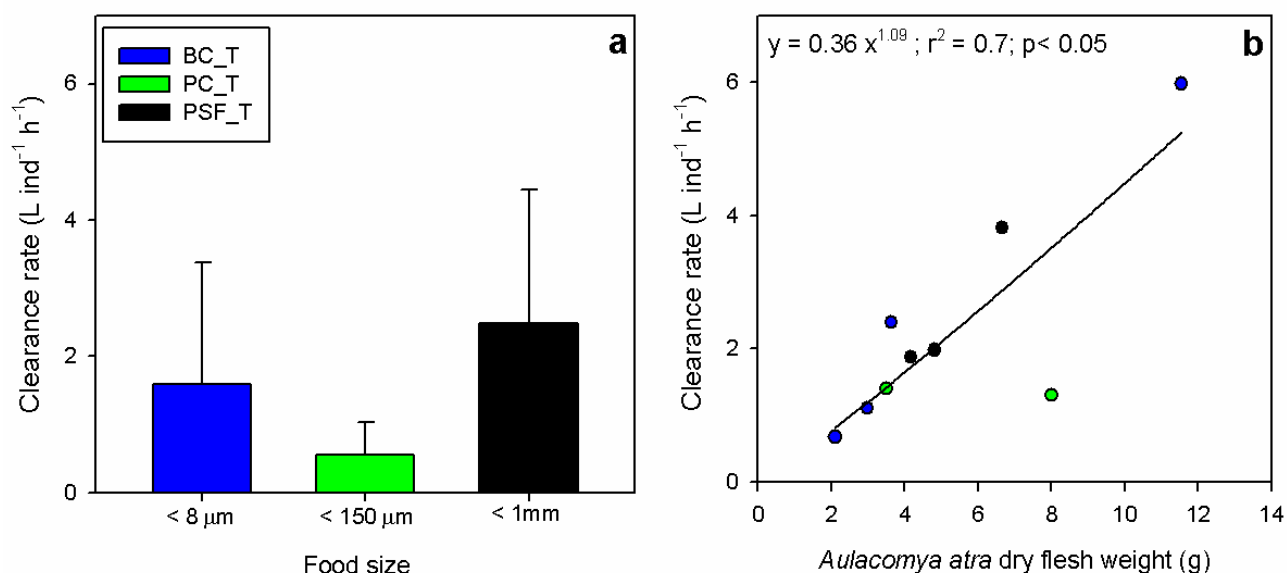 a
BC_T
PC_T
PSF_T
6
4
2
0
Clearance rate (L ind⁻¹ h⁻¹)
< 8 µm < 150 µm < 1mm
Food size
b
y = 0.36 x^1.09 ; r² = 0.7; p< 0.05
6
4
2
0
Clearance rate (L ind⁻¹ h⁻¹)
0 2 4 6 8 10 12 14
Aulacomya atra dry flesh weight (g)